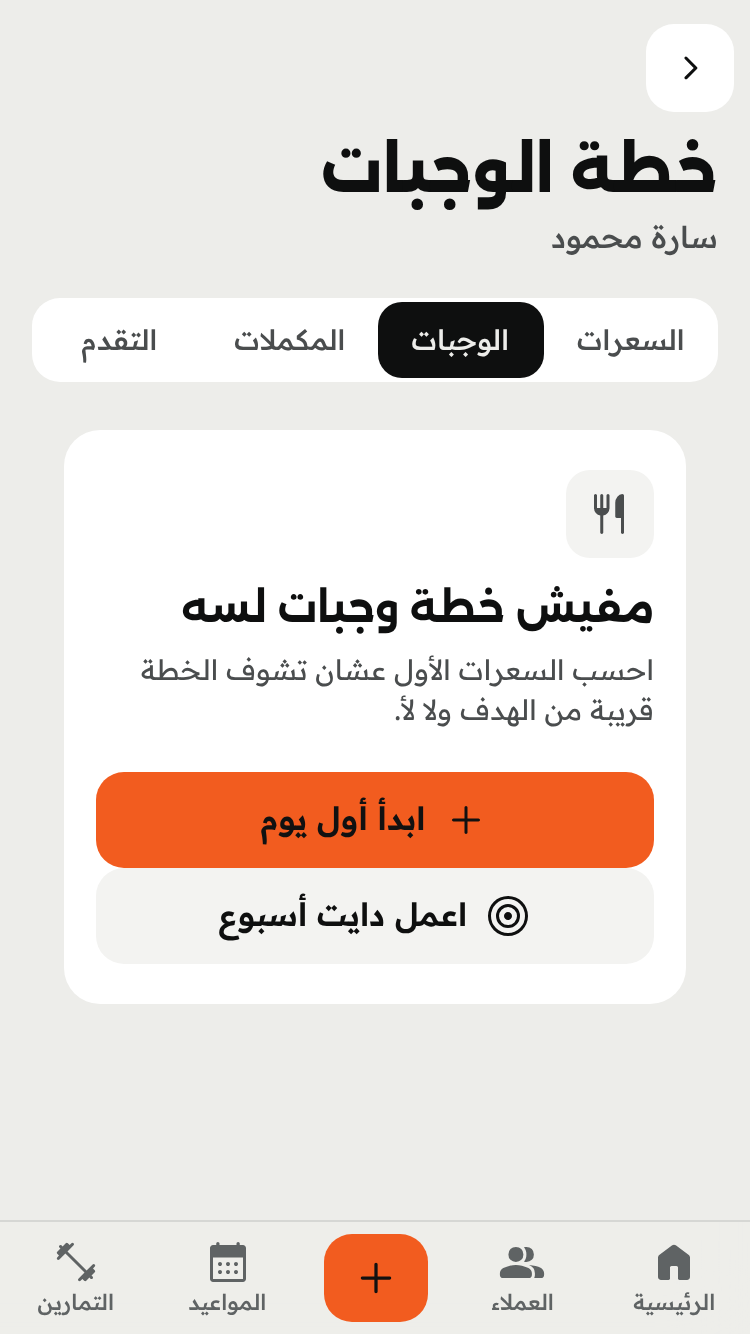 خطة الوجبات
سارة محمود
السعرات
الوجبات
المكملات
التقدم
مفيش خطة وجبات لسه
احسب السعرات الأول عشان تشوف الخطة
قريبة من الهدف ولا لأ.
ابدأ أول يوم
اعمل دايت أسبوع
الرئيسية
العملاء
المواعيد
التمارين